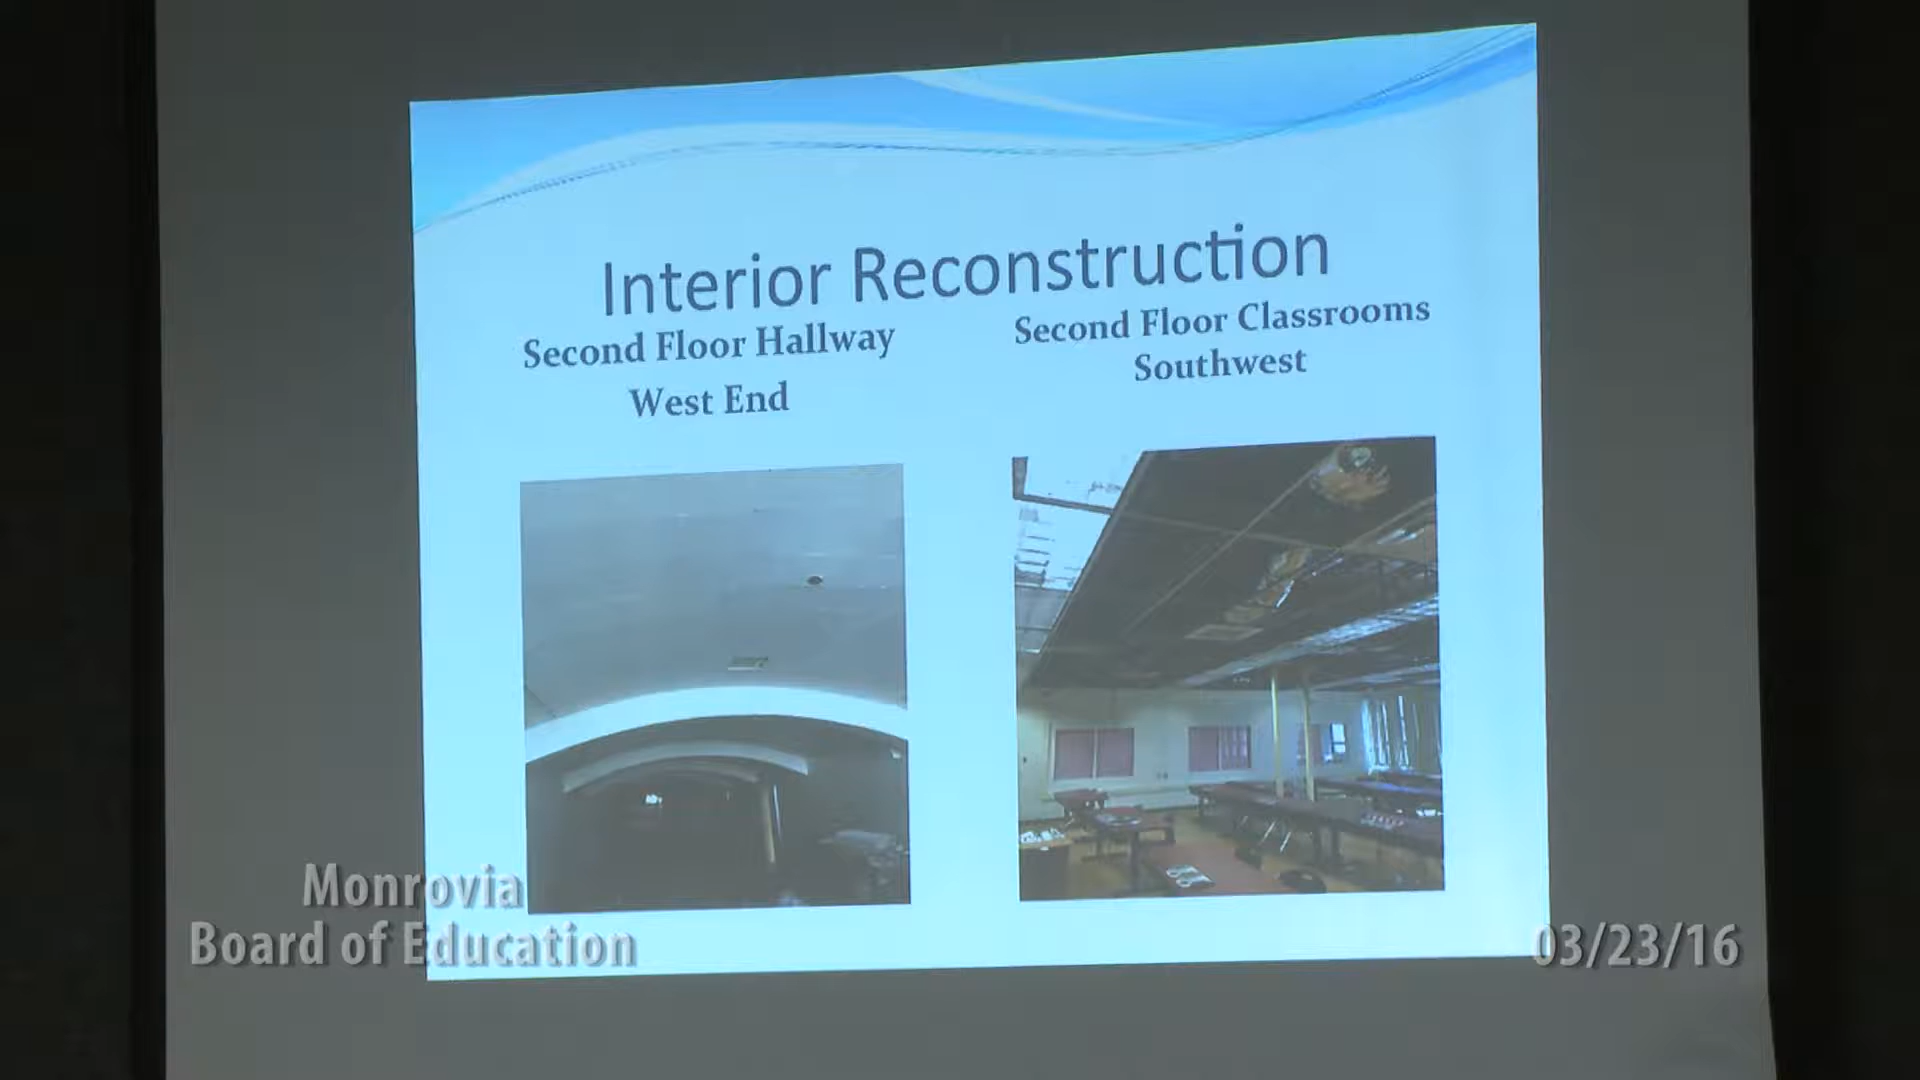 Interior Reconstruction
Second Floor Hallway
West End
Second Floor Classrooms
Southwest
Monrovia
Board of Education
03/23/16